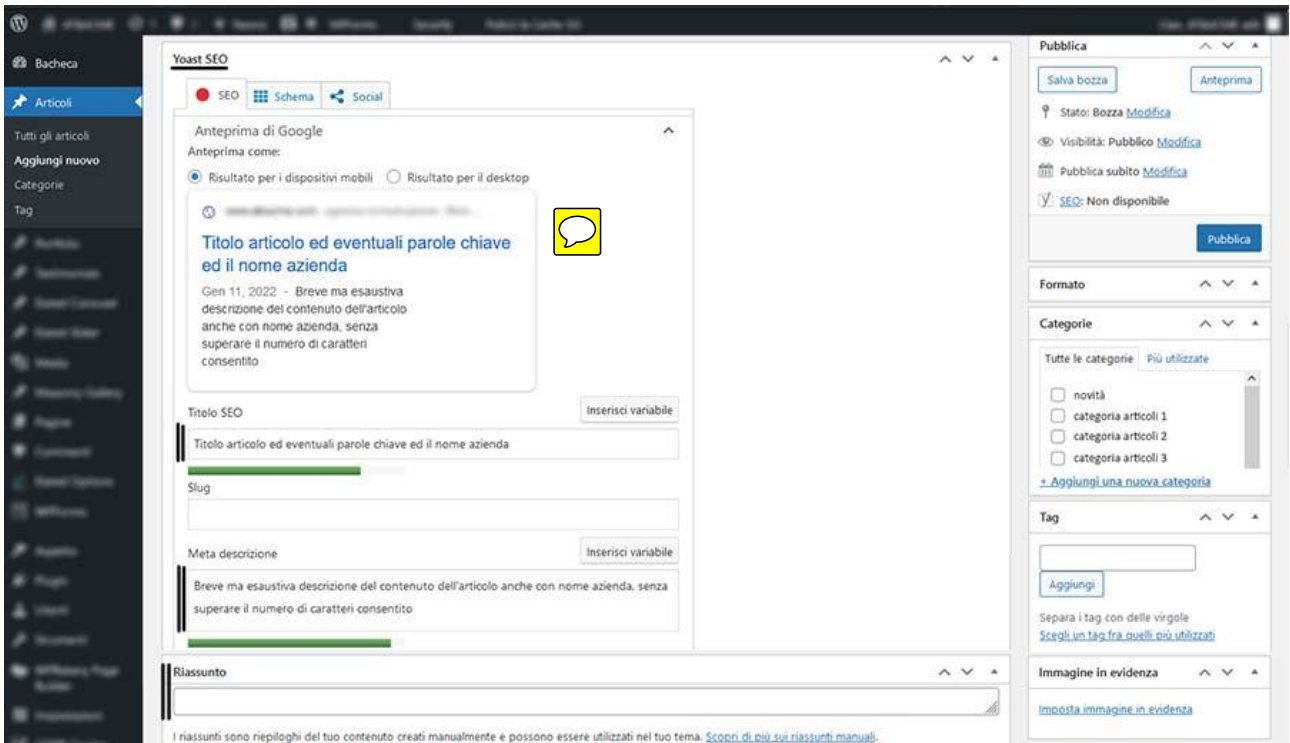 Bacheca
Articoli
Tutti gli articoli
Aggiungi nuovo
Categorie
Tag
Yoast SEO
SEO
Schema
Social
Anteprima di Google
Anteprima come:
Risultato per i dispositivi mobili
Risultato per il desktop
Titolo articolo ed eventuali parole chiave
ed il nome azienda
Gen 11, 2022 - Breve ma esaustiva
descrizione del contenuto dell'articolo
anche con nome azienda, senza
superare il numero di caratteri
consentito
Titolo SEO
Inserisci variabile
Titolo articolo ed eventuali parole chiave ed il nome azienda
Slug
Meta descrizione
Inserisci variabile
Breve ma esaustiva descrizione del contenuto dell'articolo anche con nome azienda, senza
superare il numero di caratteri consentito
Riassunto
I riassunti sono riepiloghi del tuo contenuto creati manualmente e possono essere utilizzati nel tuo tema. Scopri di più sui riassunti manuali.
Pubblica
Salva bozza
Anteprima
Stato: Bozza Modifica
Visibilità: Pubblico Modifica
Pubblica subito Modifica
SEO: Non disponibile
Pubblica
Formato
Categorie
Tutte le categorie
Più utilizzate
novità
categoria articoli 1
categoria articoli 2
categoria articoli 3
+ Aggiungi una nuova categoria
Tag
Aggiungi
Separa i tag con delle virgole
Scegli un tag fra quelli più utilizzati
Immagine in evidenza
Imposta immagine in evidenza